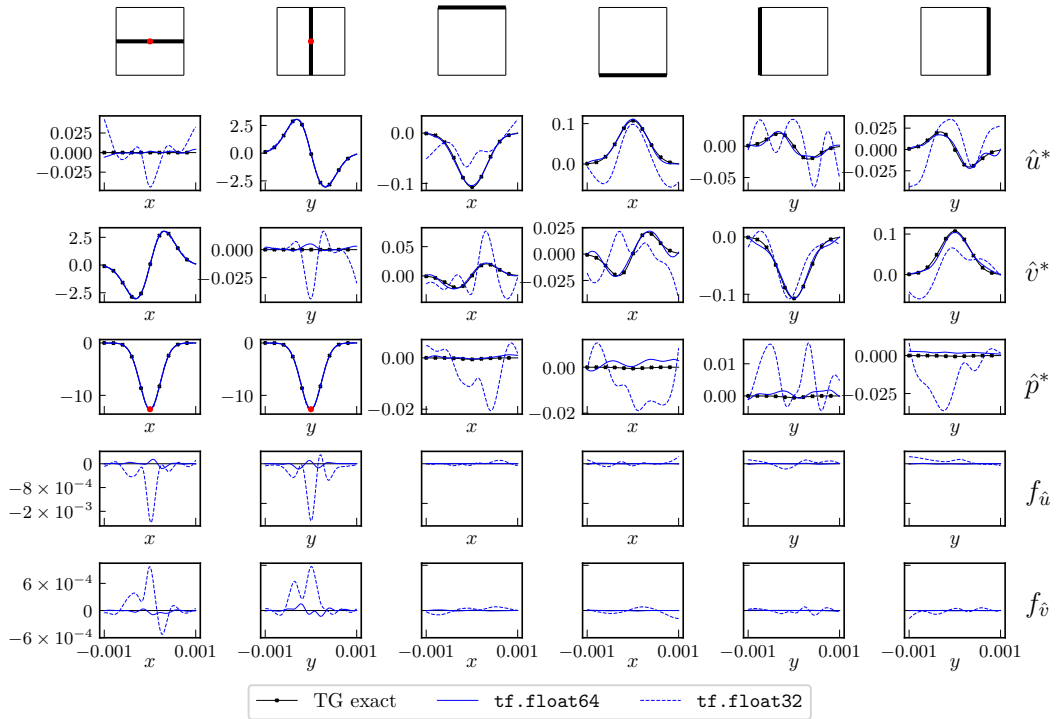 0.025 0.000 −0.025 x
2.5 0.0 −2.5 y
0.0 −0.1 x
0.1 0.0 x
0.00 −0.05 y
0.025 0.000 −0.025 y
û*
2.5 0.0 −2.5 x
0.000 −0.025 y
0.05 0.00 x
0.025 0.000 −0.025 x
0.0 −0.1 y
0.1 0.0 y
v̂*
0 −10 x
0 −10 y
0.00 −0.02 x
0.00 −0.02 x
0.01 0.00 y
0.000 −0.025 y
p̂*
0 −8 × 10⁻⁴ −2 × 10⁻³ x
y
x
x
y
y
f_û
6 × 10⁻⁴ 0 −6 × 10⁻⁴
−0.001 0.001 x
−0.001 0.001 y
−0.001 0.001 x
−0.001 0.001 x
−0.001 0.001 y
−0.001 0.001 y
f_v̂
TG exact tf.float64 tf.float32